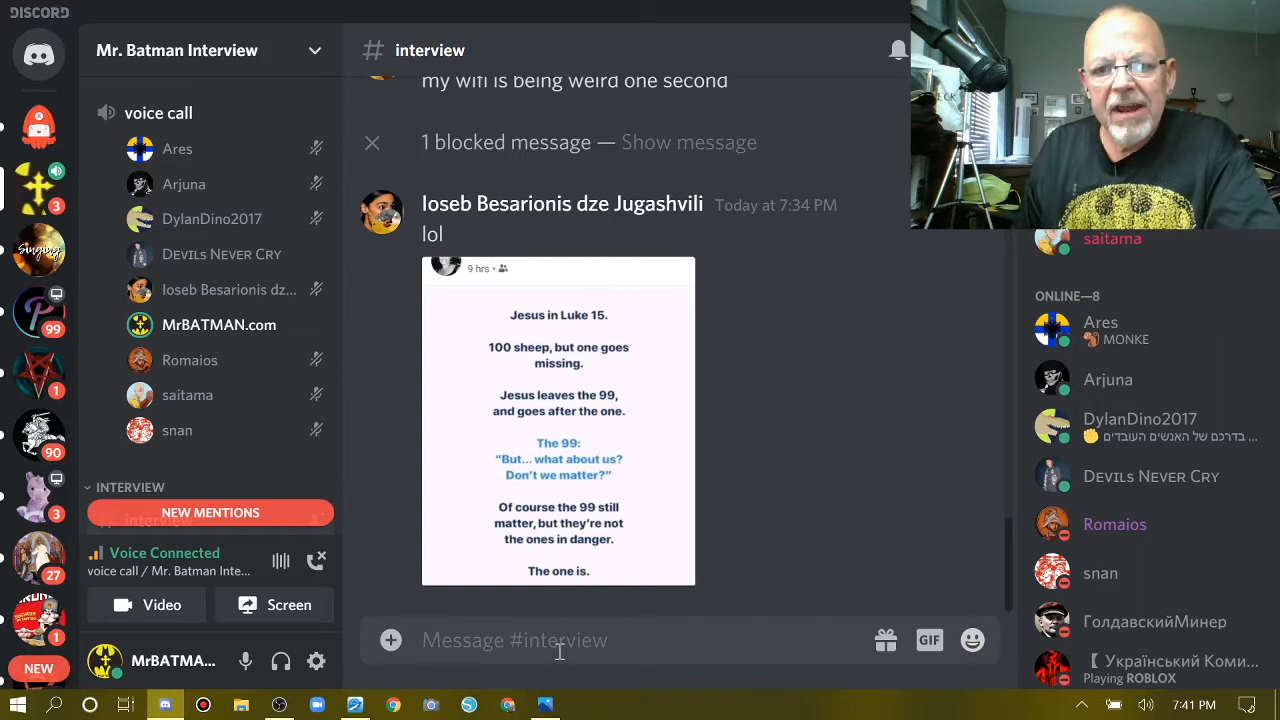 DISCORD
Mr. Batman Interview
voice call
Ares
Arjuna
DylanDino2017
DEVILS NEVER CRY
Ioseb Besarionis dz...
MrBATMAN.com
Romaios
saitama
snan
INTERVIEW
NEW MENTIONS
Voice Connected
voice call / Mr. Batman Inte...
Video
Screen
MrBATMA...
3
99
1
90
3
27
1
NEW
# interview
my wifi is being weird one second
1 blocked message — Show message
Ioseb Besarionis dze Jugashvili Today at 7:34 PM
lol
9 hrs
Jesus in Luke 15.
100 sheep, but one goes
missing.
Jesus leaves the 99,
and goes after the one.
The 99:
“But... what about us?
Don’t we matter?“
Of course the 99 still
matter, but they’re not
the ones in danger.
The one is.
Message #interview
GIF
saitama
ONLINE—8
Ares
MONKE
Arjuna
DylanDino2017
בדרכם של האנשים העובדים ...
DEVILS NEVER CRY
Romaios
snan
ГолдавскийМинер
【 Український Коми...
Playing ROBLOX
7:41 PM